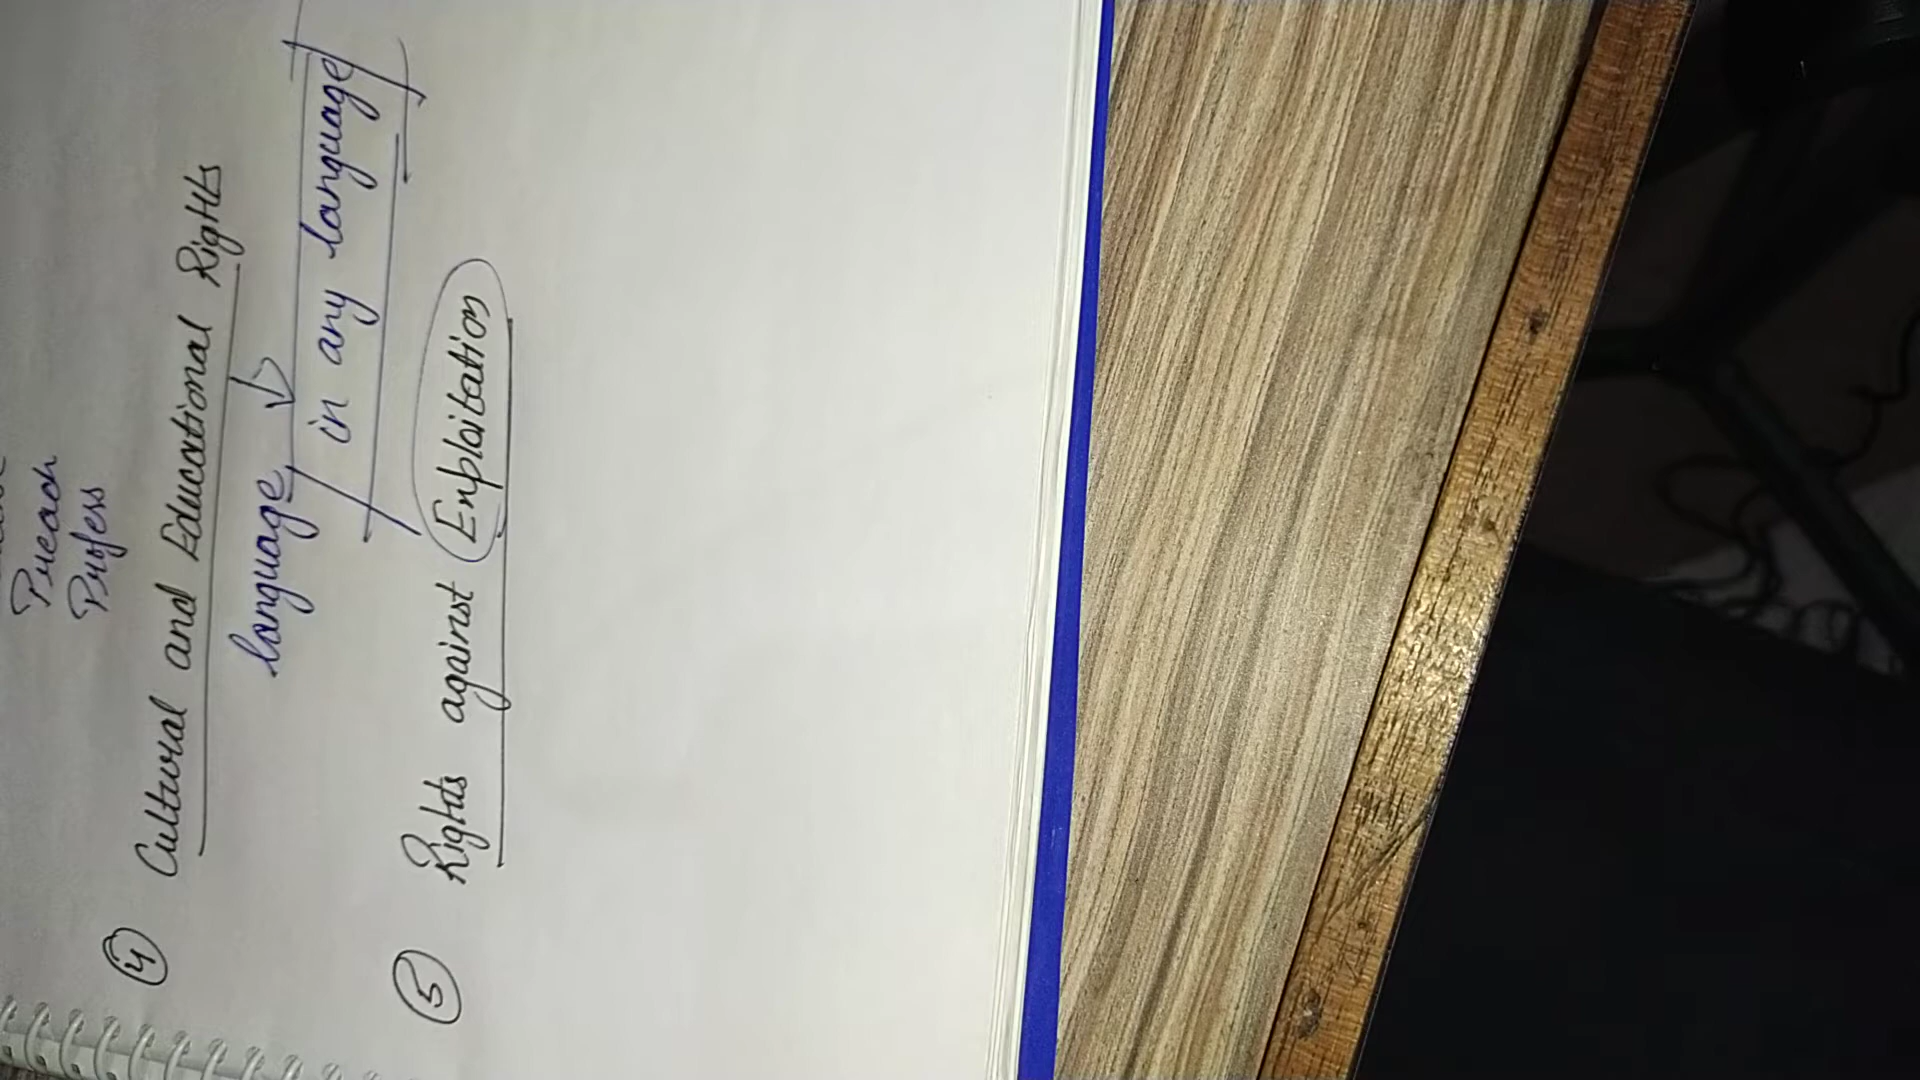 Preach
Profess
④ Cultural and Educational Rights
language
in any language
⑤ Rights against Exploitation